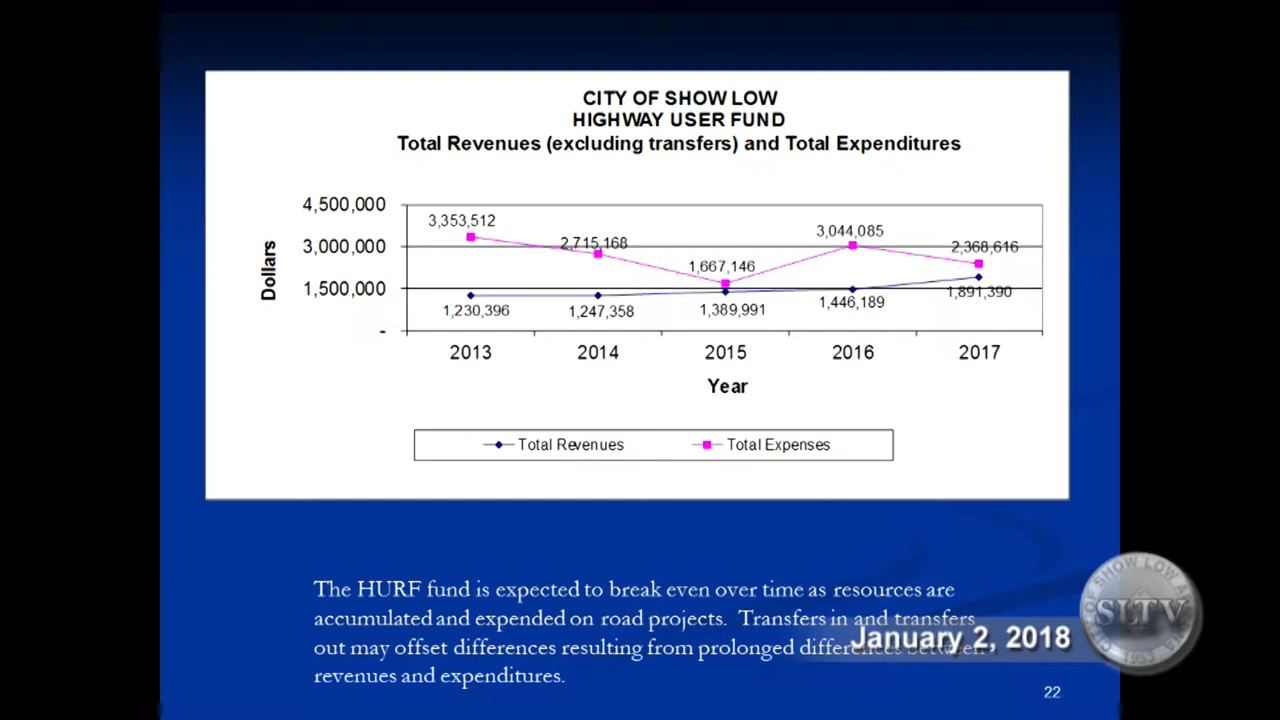 CITY OF SHOW LOW
HIGHWAY USER FUND
Total Revenues (excluding transfers) and Total Expenditures
Dollars
4,500,000
3,000,000
1,500,000
-
3,353,512
2,715,168
1,667,146
3,044,085
2,368,616
1,230,396
1,247,358
1,389,991
1,446,189
1,891,390
2013 2014 2015 2016 2017
Year
Total Revenues Total Expenses
The HURF fund is expected to break even over time as resources are
accumulated and expended on road projects. Transfers in and transfers
out may offset differences resulting from prolonged differences between
revenues and expenditures.
January 2, 2018
SLTV
1953
22